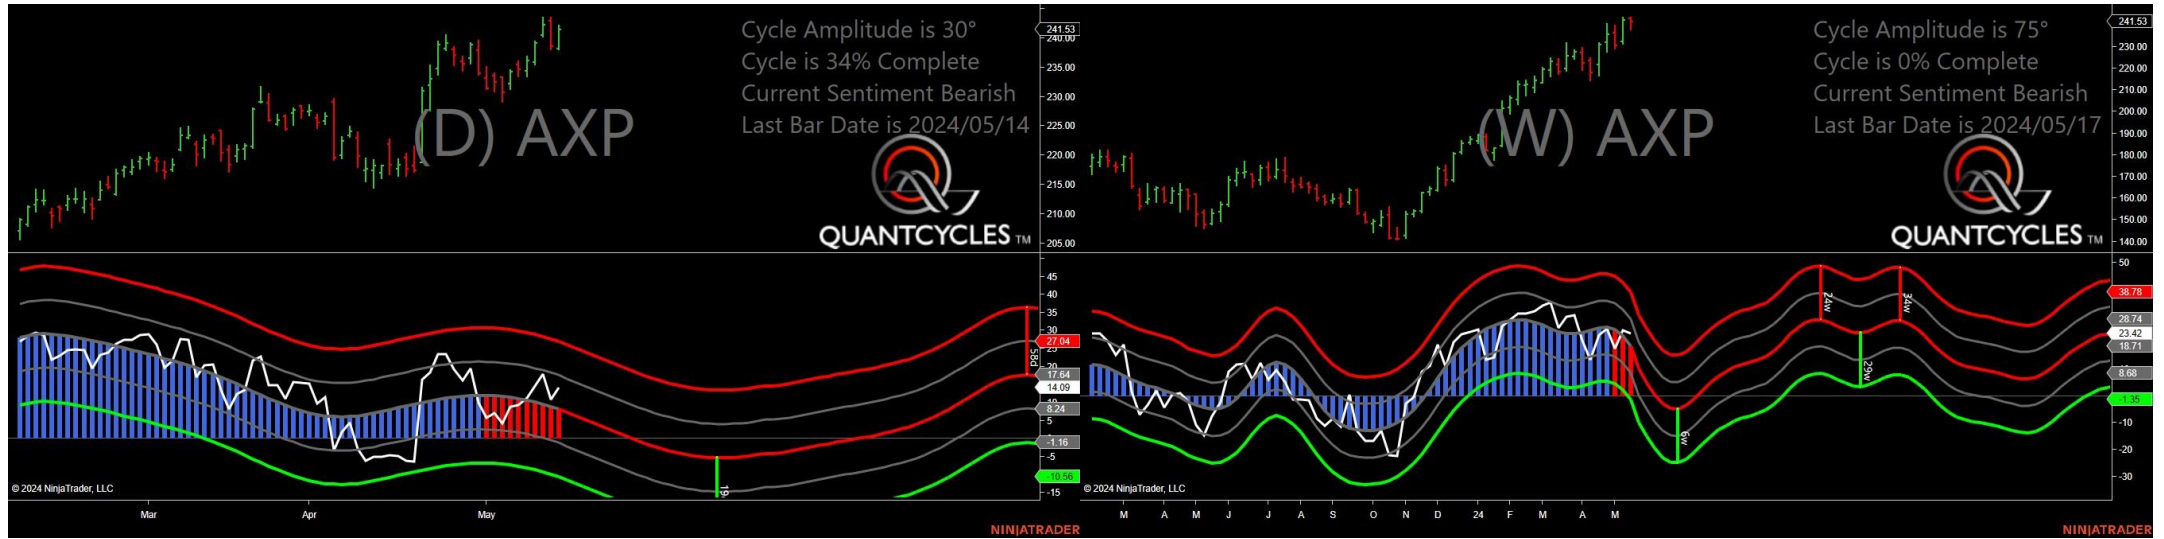 Cycle Amplitude is 30°
Cycle is 34% Complete
Current Sentiment Bearish
Last Bar Date is 2024/05/14
(D) AXP
QUANTCYCLES TM
241.53
240.00
235.00
230.00
225.00
220.00
215.00
210.00
205.00
45
40
35
30
27.04
17.64
14.09
10
8.24
5
-1.16
-5
-10.56
-15
58d
19
© 2024 NinjaTrader, LLC
Mar
Apr
May
NINJATRADER
Cycle Amplitude is 75°
Cycle is 0% Complete
Current Sentiment Bearish
Last Bar Date is 2024/05/17
(W) AXP
QUANTCYCLES TM
241.53
230.00
220.00
210.00
200.00
190.00
180.00
170.00
160.00
150.00
140.00
50
38.78
28.74
23.42
18.71
8.68
-1.35
-10
-20
-30
24w
34w
29w
6w
© 2024 NinjaTrader, LLC
M A M J J A S O N D 24 F M A M
NINJATRADER